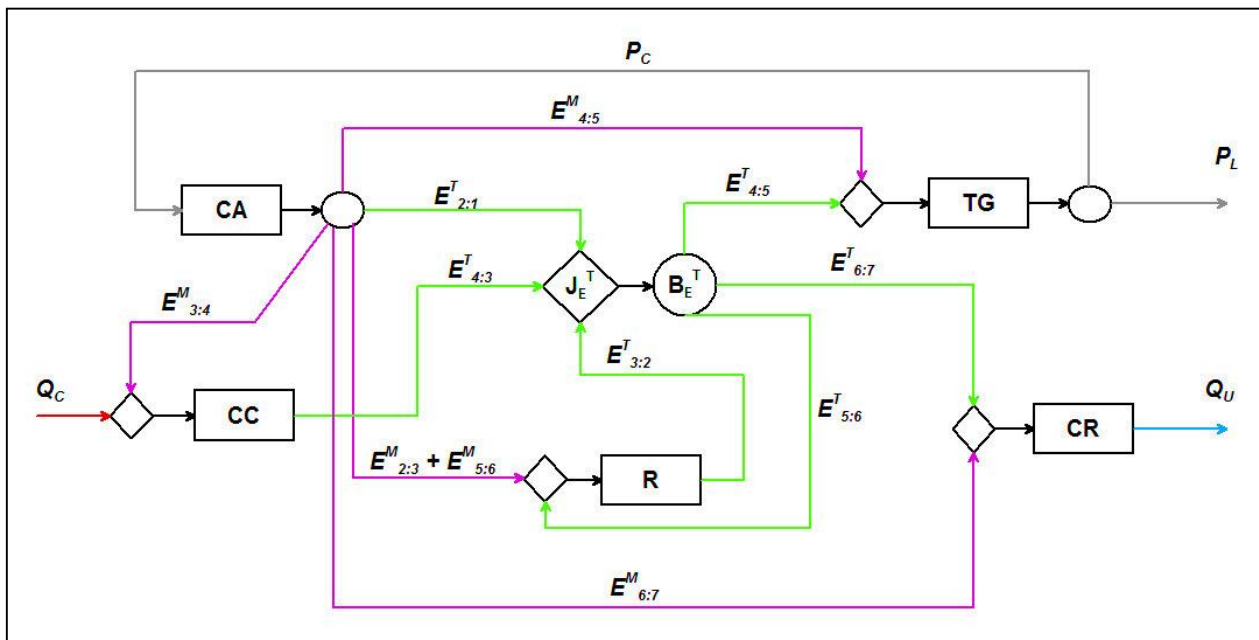 P_C
E^M_4:5
P_L
CA
E^T_2:1
E^T_4:5
TG
E^T_4:3
J_E^T
B_E^T
E^T_6:7
E^M_3:4
E^T_3:2
Q_C
CC
E^T_5:6
Q_U
CR
E^M_2:3 + E^M_5:6
R
E^M_6:7